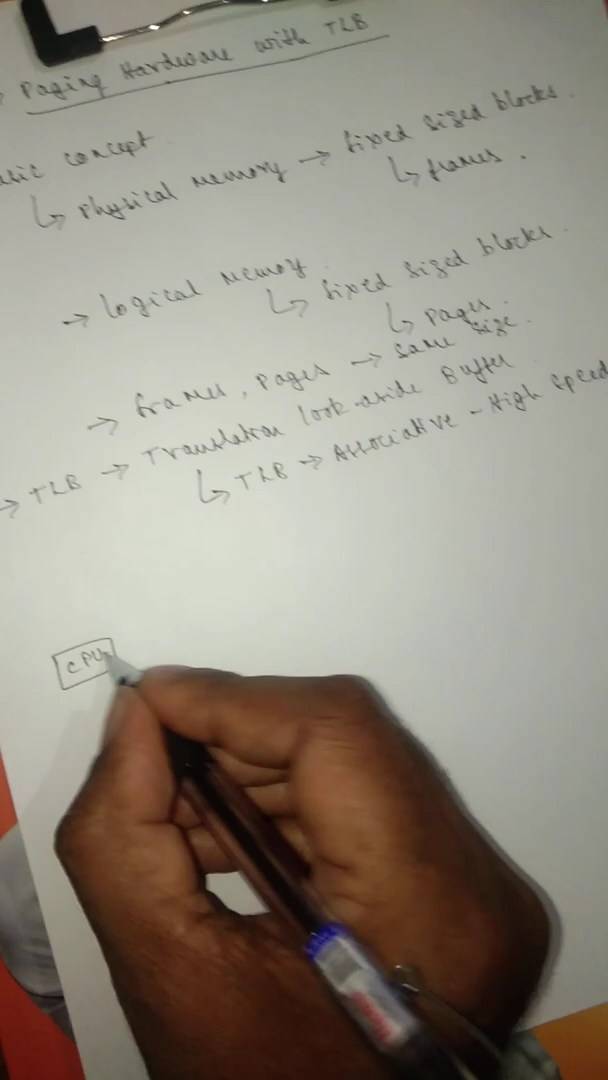 Paging Hardware with TLB
concept
↳ physical memory → fixed sized blocks.
↳ frames.
→ logical memory.
↳ fixed sized blocks.
↳ pages.
→ frames, pages → same size.
→ TLB → Translation look-aside Buffer
↳ TLB → Associative - High speed
CPU